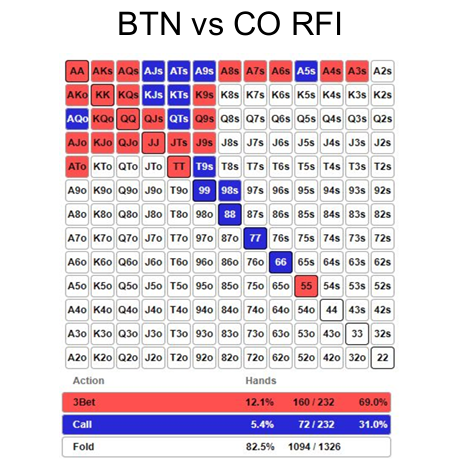 BTN vs CO RFI
AA AKs AQs AJs ATs A9s A8s A7s A6s A5s A4s A3s A2s
AKo KK KQs KJs KTs K9s K8s K7s K6s K5s K4s K3s K2s
AQo KQo QQ QJs QTs Q9s Q8s Q7s Q6s Q5s Q4s Q3s Q2s
AJo KJo QJo JJ JTs J9s J8s J7s J6s J5s J4s J3s J2s
ATo KTo QTo JTo TT T9s T8s T7s T6s T5s T4s T3s T2s
A9o K9o Q9o J9o T9o 99 98s 97s 96s 95s 94s 93s 92s
A8o K8o Q8o J8o T8o 98o 88 87s 86s 85s 84s 83s 82s
A7o K7o Q7o J7o T7o 97o 87o 77 76s 75s 74s 73s 72s
A6o K6o Q6o J6o T6o 96o 86o 76o 66 65s 64s 63s 62s
A5o K5o Q5o J5o T5o 95o 85o 75o 65o 55 54s 53s 52s
A4o K4o Q4o J4o T4o 94o 84o 74o 64o 54o 44 43s 42s
A3o K3o Q3o J3o T3o 93o 83o 73o 63o 53o 43o 33 32s
A2o K2o Q2o J2o T2o 92o 82o 72o 62o 52o 42o 32o 22
Action Hands
3Bet 12.1% 160 / 232 69.0%
Call 5.4% 72 / 232 31.0%
Fold 82.5% 1094 / 1326